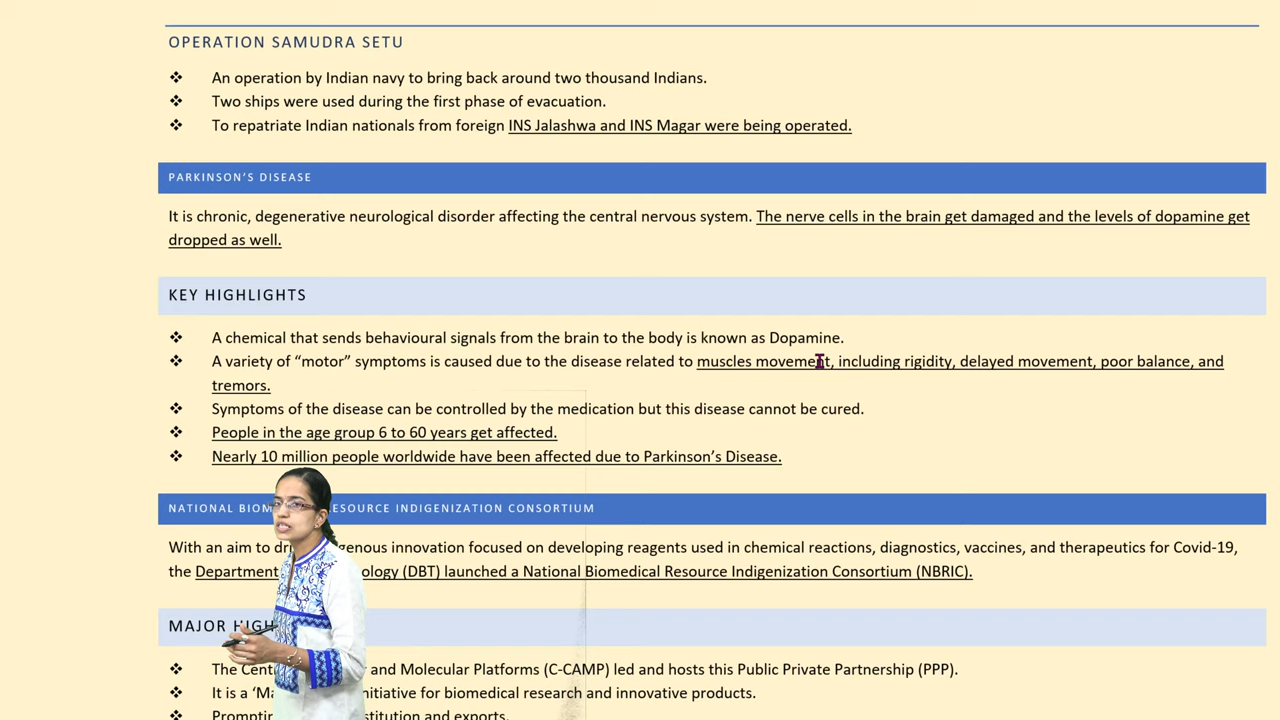 OPERATION SAMUDRA SETU
❖ An operation by Indian navy to bring back around two thousand Indians.
❖ Two ships were used during the first phase of evacuation.
❖ To repatriate Indian nationals from foreign INS Jalashwa and INS Magar were being operated.
PARKINSON'S DISEASE
It is chronic, degenerative neurological disorder affecting the central nervous system. The nerve cells in the brain get damaged and the levels of dopamine get
dropped as well.
KEY HIGHLIGHTS
❖ A chemical that sends behavioural signals from the brain to the body is known as Dopamine.
❖ A variety of “motor” symptoms is caused due to the disease related to muscles movement, including rigidity, delayed movement, poor balance, and
tremors.
❖ Symptoms of the disease can be controlled by the medication but this disease cannot be cured.
❖ People in the age group 6 to 60 years get affected.
❖ Nearly 10 million people worldwide have been affected due to Parkinson's Disease.
NATIONAL RESOURCE INDIGENIZATION CONSORTIUM
With an aim to innovation focused on developing reagents used in chemical reactions, diagnostics, vaccines, and therapeutics for Covid-19,
the Department (DBT) launched a National Biomedical Resource Indigenization Consortium (NBRIC).
MAJOR
❖ The and Molecular Platforms (C-CAMP) led and hosts this Public Private Partnership (PPP).
❖ It is a initiative for biomedical research and innovative products.
and exports.